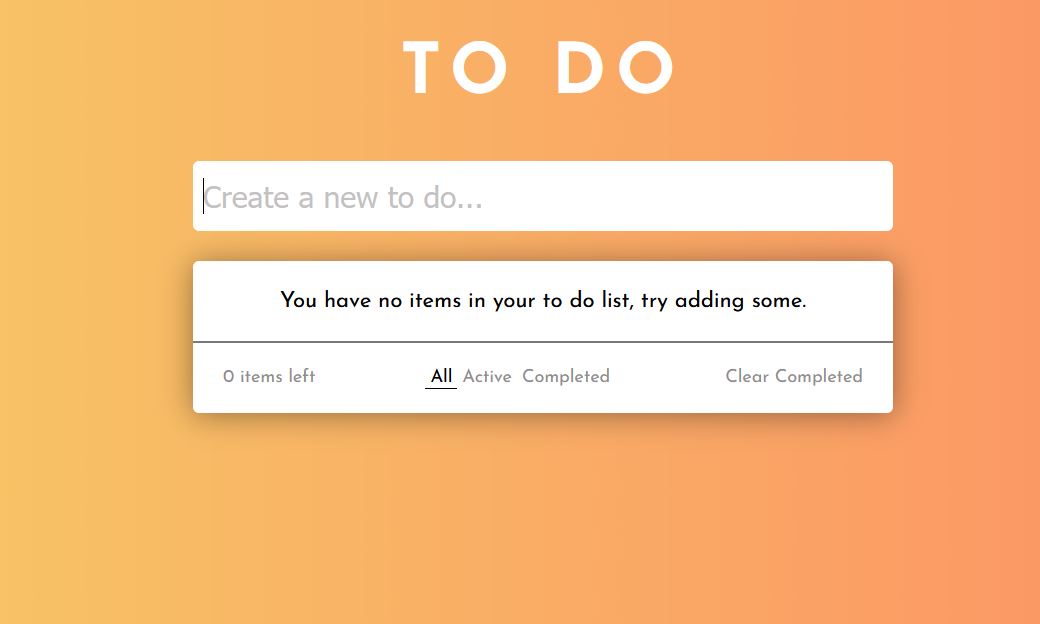 TO DO
Create a new to do...
You have no items in your to do list, try adding some.
0 items left All Active Completed Clear Completed